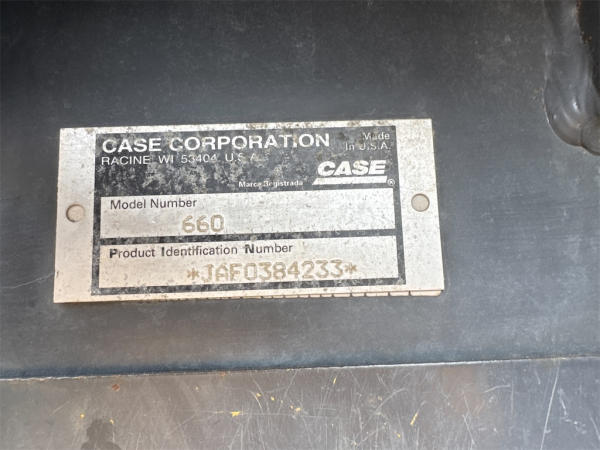 CASE CORPORATION
RACINE WI 53404 U.S.A.
Made
In U.S.A.
CASE
®
Marca Registrada
Model Number
660
Product Identification Number
*JAF0384233*